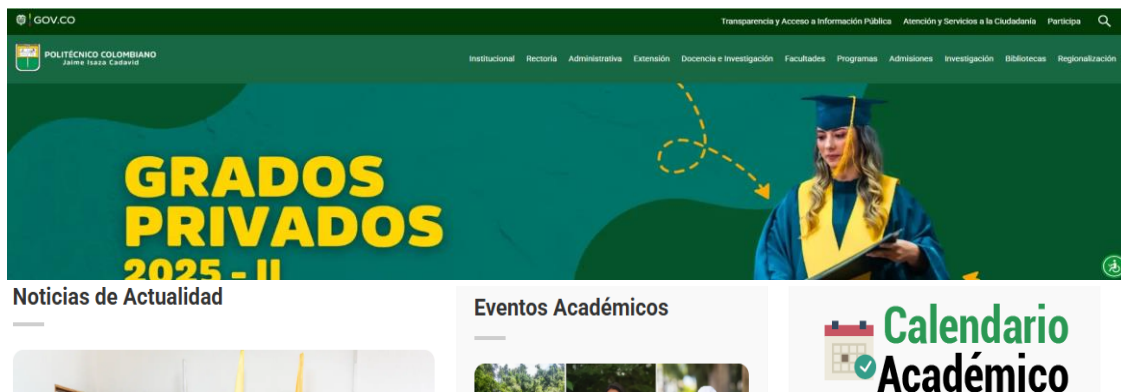 GOV.CO
Transparencia y Acceso a Información Pública Atención y Servicios a la Ciudadanía Participa
POLITÉCNICO COLOMBIANO
Jaime Isaza Cadavid
Institucional Rectoría Administrativa Extensión Docencia e Investigación Facultades Programas Admisiones Investigación Bibliotecas Regionalización
GRADOS
PRIVADOS
2025 - II
Noticias de Actualidad
Eventos Académicos
Calendario
Académico